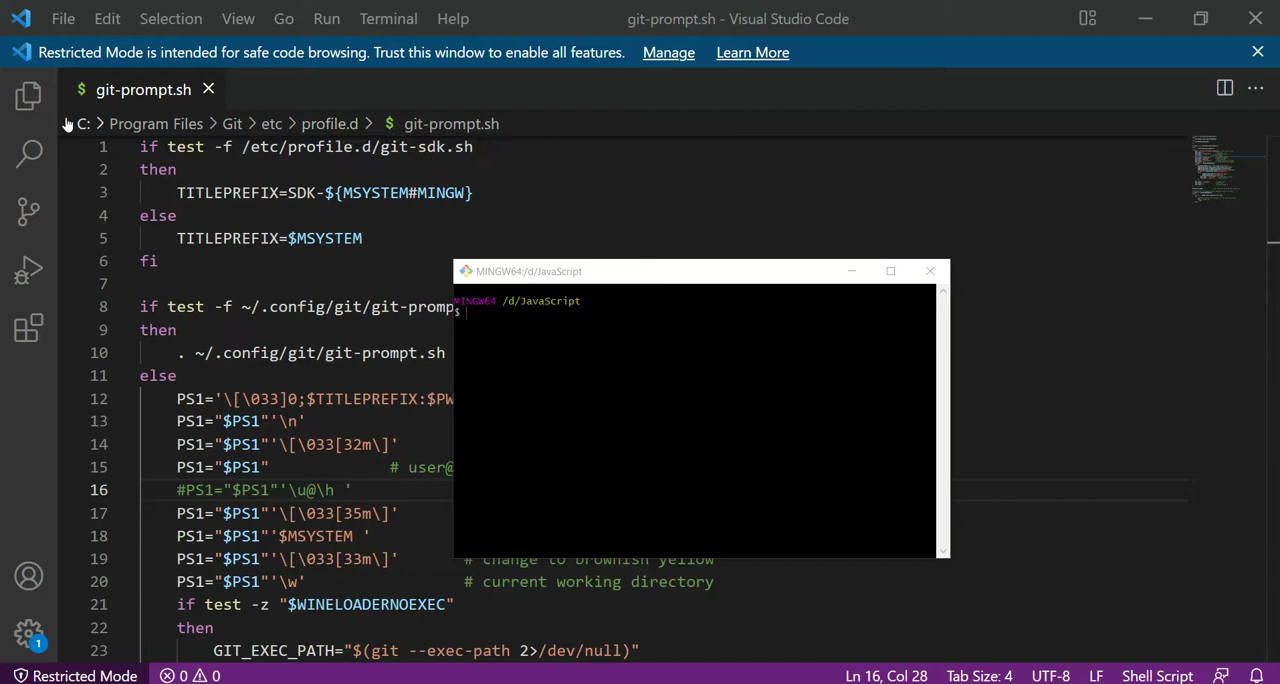 File Edit Selection View Go Run Terminal Help git-prompt.sh - Visual Studio Code
Restricted Mode is intended for safe code browsing. Trust this window to enable all features. Manage Learn More
$ git-prompt.sh
C: > Program Files > Git > etc > profile.d > $ git-prompt.sh
1 if test -f /etc/profile.d/git-sdk.sh
2 then
3 TITLEPREFIX=SDK-${MSYSTEM#MINGW}
4 else
5 TITLEPREFIX=$MSYSTEM
6 fi
7
8 if test -f ~/.config/git/git-promp
9 then
10 . ~/.config/git/git-prompt.sh
11 else
12 PS1='\[\033]0;$TITLEPREFIX:$PW
13 PS1="$PS1"'\n'
14 PS1="$PS1"'\[\033[32m\]'
15 PS1="$PS1" # user@
16 #PS1="$PS1"'\u@\h '
17 PS1="$PS1"'\[\033[35m\]'
18 PS1="$PS1"'$MSYSTEM '
19 PS1="$PS1"'\[\033[33m\]' # change to brownish yellow
20 PS1="$PS1"'\w' # current working directory
21 if test -z "$WINELOADERNOEXEC"
22 then
23 GIT_EXEC_PATH="$(git --exec-path 2>/dev/null)"
MINGW64:/d/JavaScript
MINGW64 /d/JavaScript
$
1
Restricted Mode 0 0 Ln 16, Col 28 Tab Size: 4 UTF-8 LF Shell Script